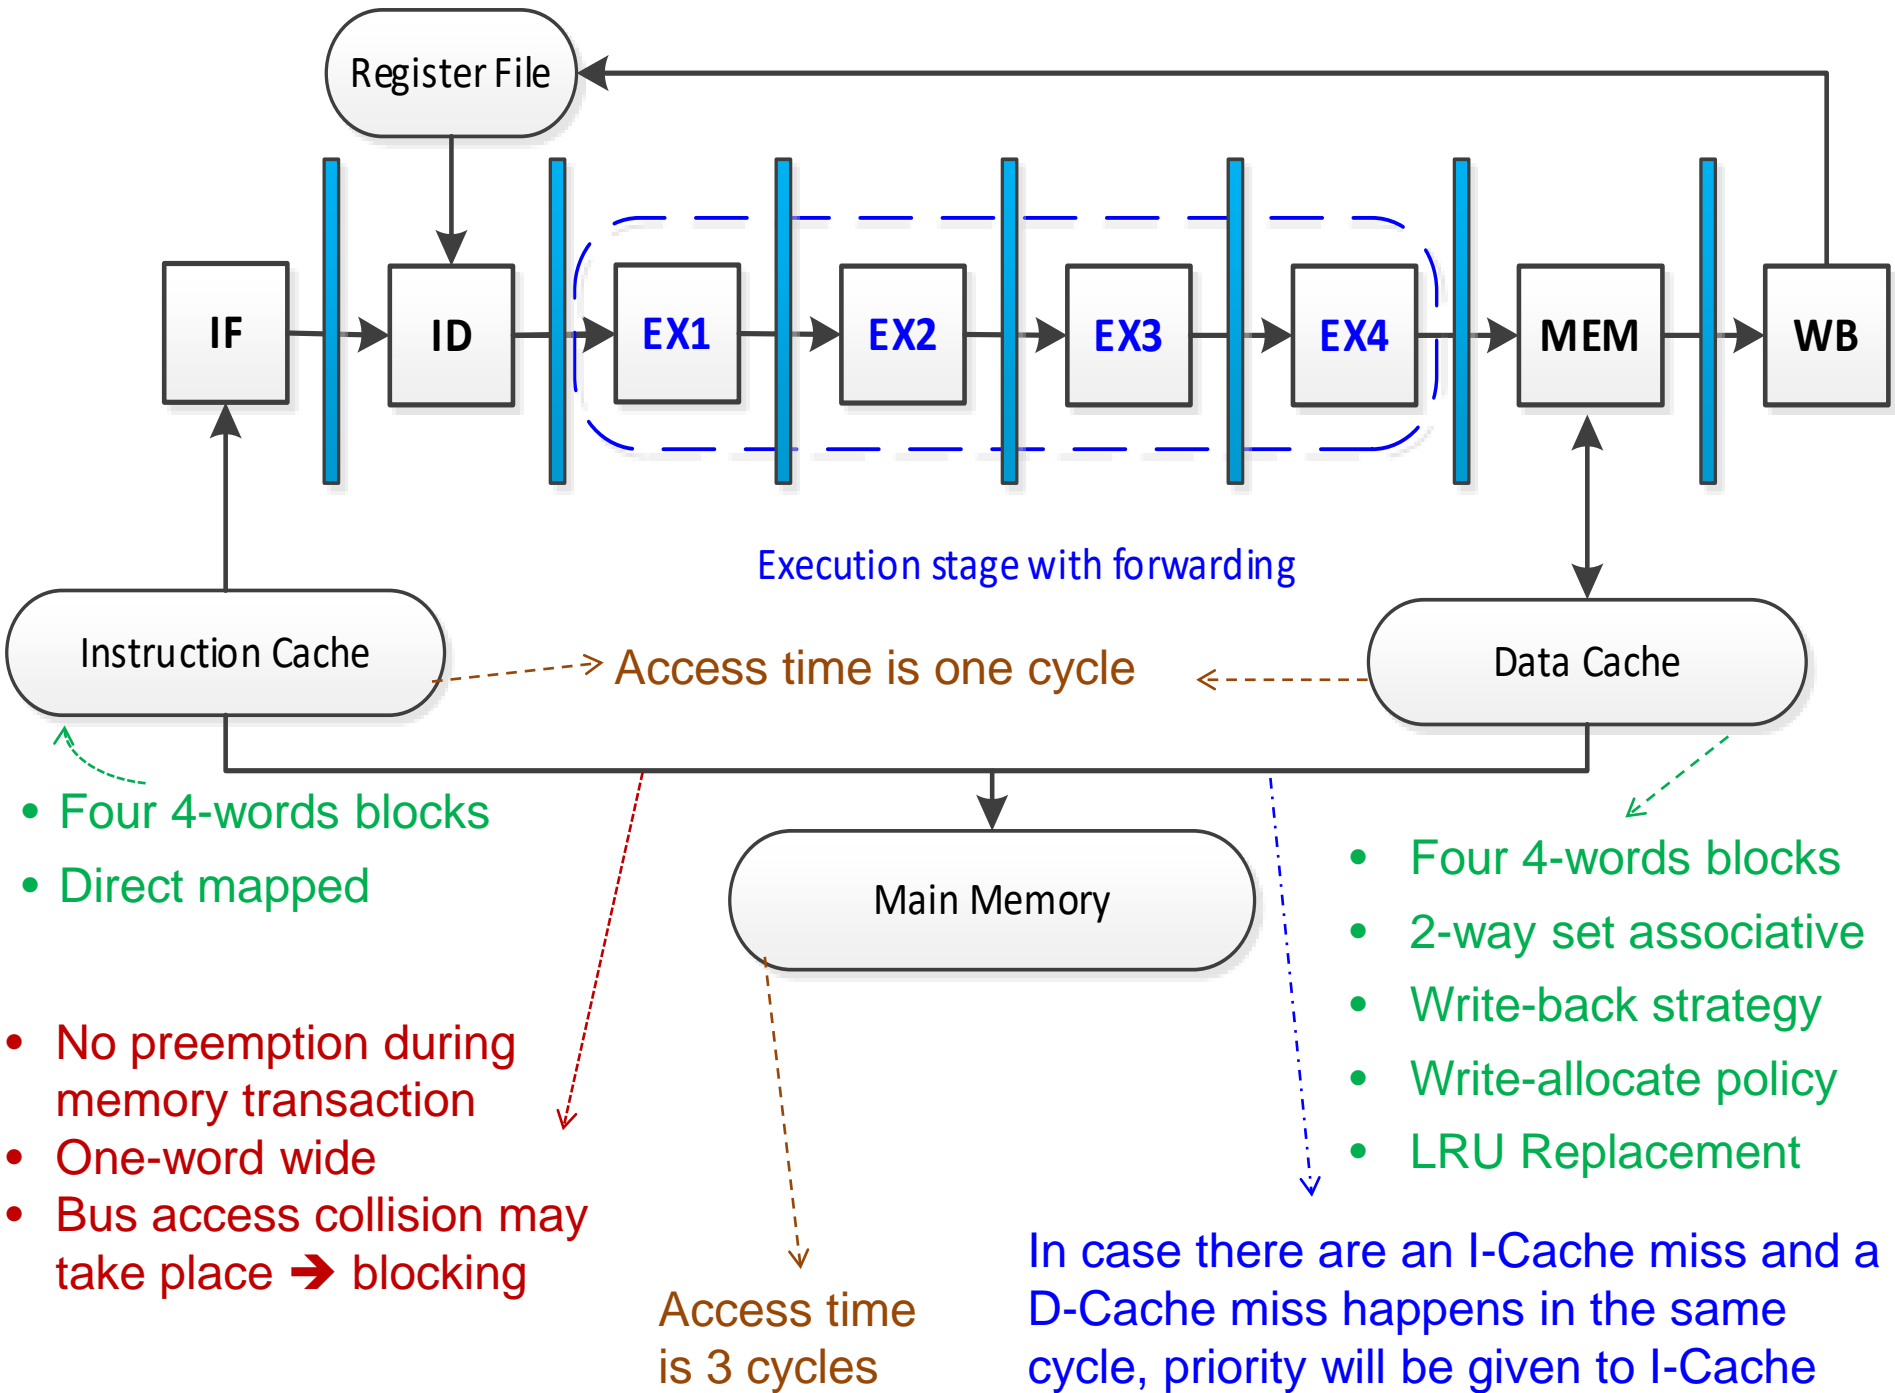 Register File
IF
ID
EX1
EX2
EX3
EX4
MEM
WB
Execution stage with forwarding
Instruction Cache
Access time is one cycle
Data Cache
• Four 4-words blocks
• Direct mapped
Main Memory
• Four 4-words blocks
• 2-way set associative
• Write-back strategy
• Write-allocate policy
• LRU Replacement
• No preemption during
memory transaction
• One-word wide
• Bus access collision may
take place ➔ blocking
Access time
is 3 cycles
In case there are an I-Cache miss and a
D-Cache miss happens in the same
cycle, priority will be given to I-Cache